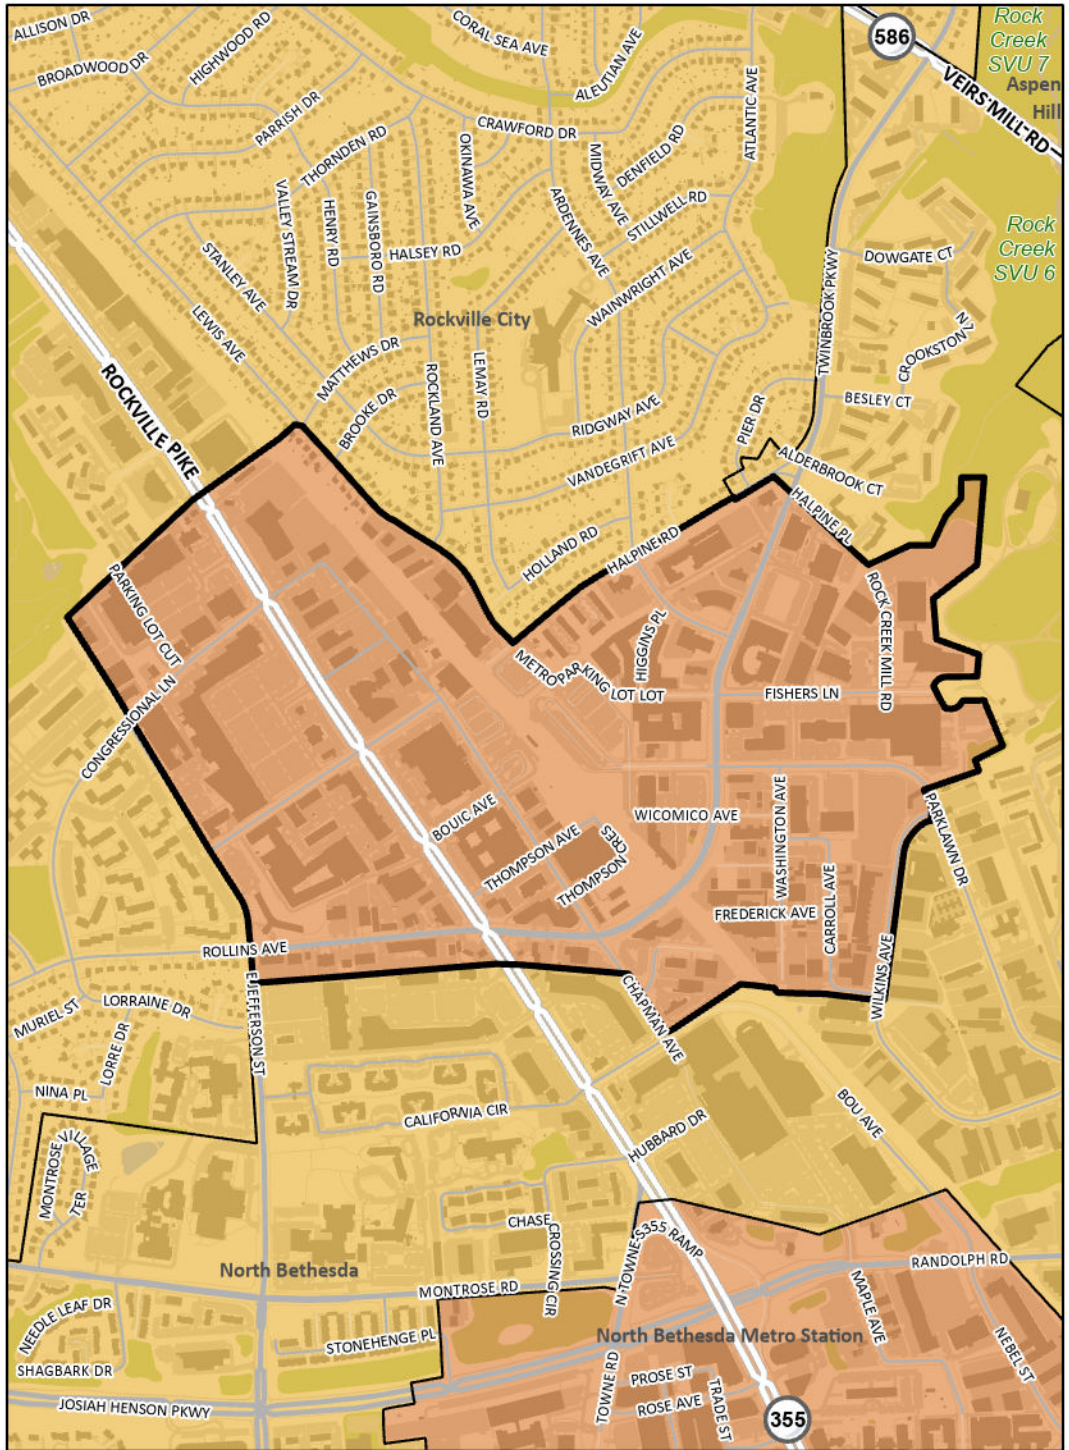 ALLISON DR
HIGHWOOD RD
CORAL SEA AVE
ALEUTIAN AVE
586
Rock
Creek
SVU 7
Aspen
Hill
VEIRS MILL RD
BROADWOOD DR
PARRISH DR
THORNDEN RD
CRAWFORD DR
ATLANTIC AVE
OKINAWA AVE
MIDWAY AVE
DENFIELD RD
STILLWELL RD
ARDENNES AVE
VALLEY STREAM DR
HENRY RD
GAINSBORO RD
HALSEY RD
STANLEY AVE
LEWIS AVE
WAINWRIGHT AVE
Rock
Creek
SVU 6
DOWGATE CT
TWINBROOK PKWY
CROOKSTON
N 7
BESLEY CT
Rockville City
MATTHEWS DR
BROOKE DR
ROCKLAND AVE
LEMAY RD
RIDGWAY AVE
VANDEGRIFT AVE
PIER DR
ALDERBROOK CT
HALPINE PL
ROCKVILLE PIKE
HOLLAND RD
HALPINE RD
PARKING LOT CUT
CONGRESSIONAL LN
METRO PARKING LOT LOT
HIGGINS PL
ROCK CREEK MILL RD
FISHERS LN
BOUIC AVE
THOMPSON AVE
THOMPSON
CRES
WICOMICO AVE
WASHINGTON AVE
CARROLL AVE
FREDERICK AVE
PARKLAWN DR
WILKINS AVE
ROLLINS AVE
E JEFFERSON ST
CHAPMAN AVE
MURIEL ST
LORRAINE DR
LORRE DR
NINA PL
CALIFORNIA CIR
BOU AVE
HUBBARD DR
MONTROSE
VILLAGE
TER
CHASE
CROSSING CIR
N TOWNE-S355 RAMP
RANDOLPH RD
North Bethesda
MONTROSE RD
MAPLE AVE
NEBEL ST
NEEDLE LEAF DR
STONEHENGE PL
North Bethesda Metro Station
SHAGBARK DR
JOSIAH HENSON PKWY
TOWNE RD
PROSE ST
ROSE AVE
TRADE ST
355